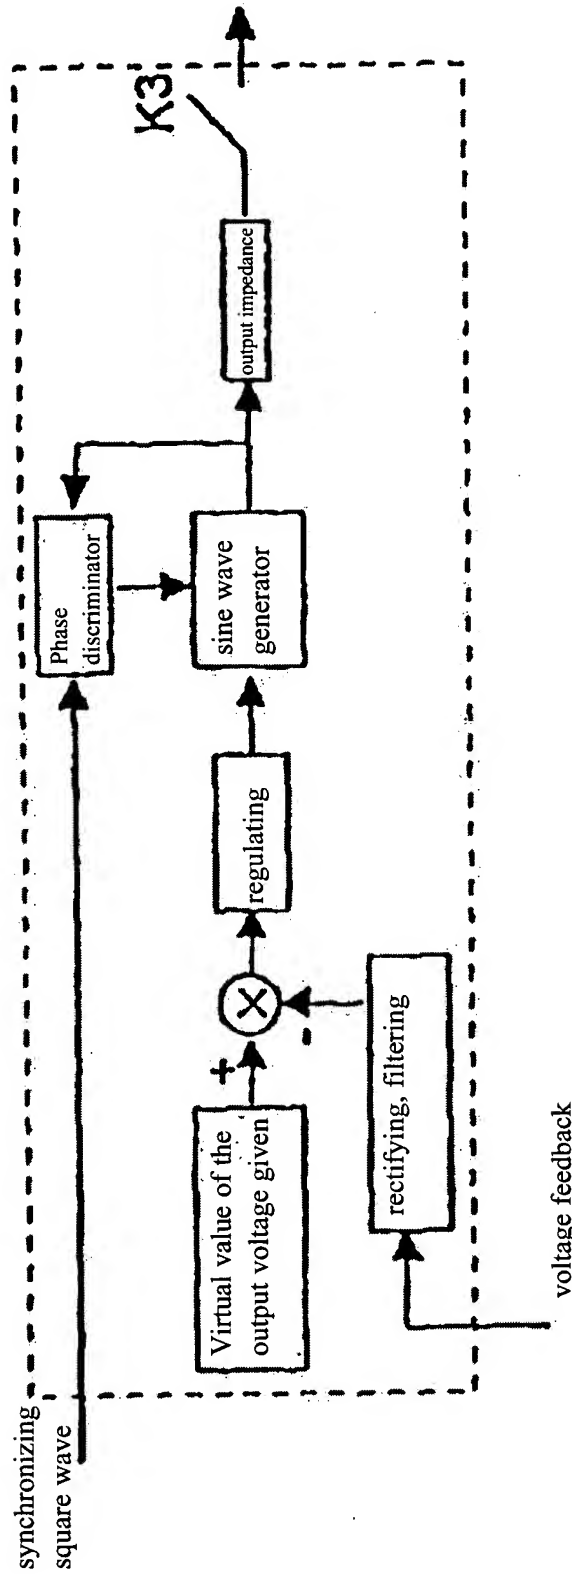 synchronizing
square wave
Phase
discriminator
K3
Virtual value of the
output voltage given
+
-
regulating
sine wave
generator
output impedance
rectifying, filtering
voltage feedback